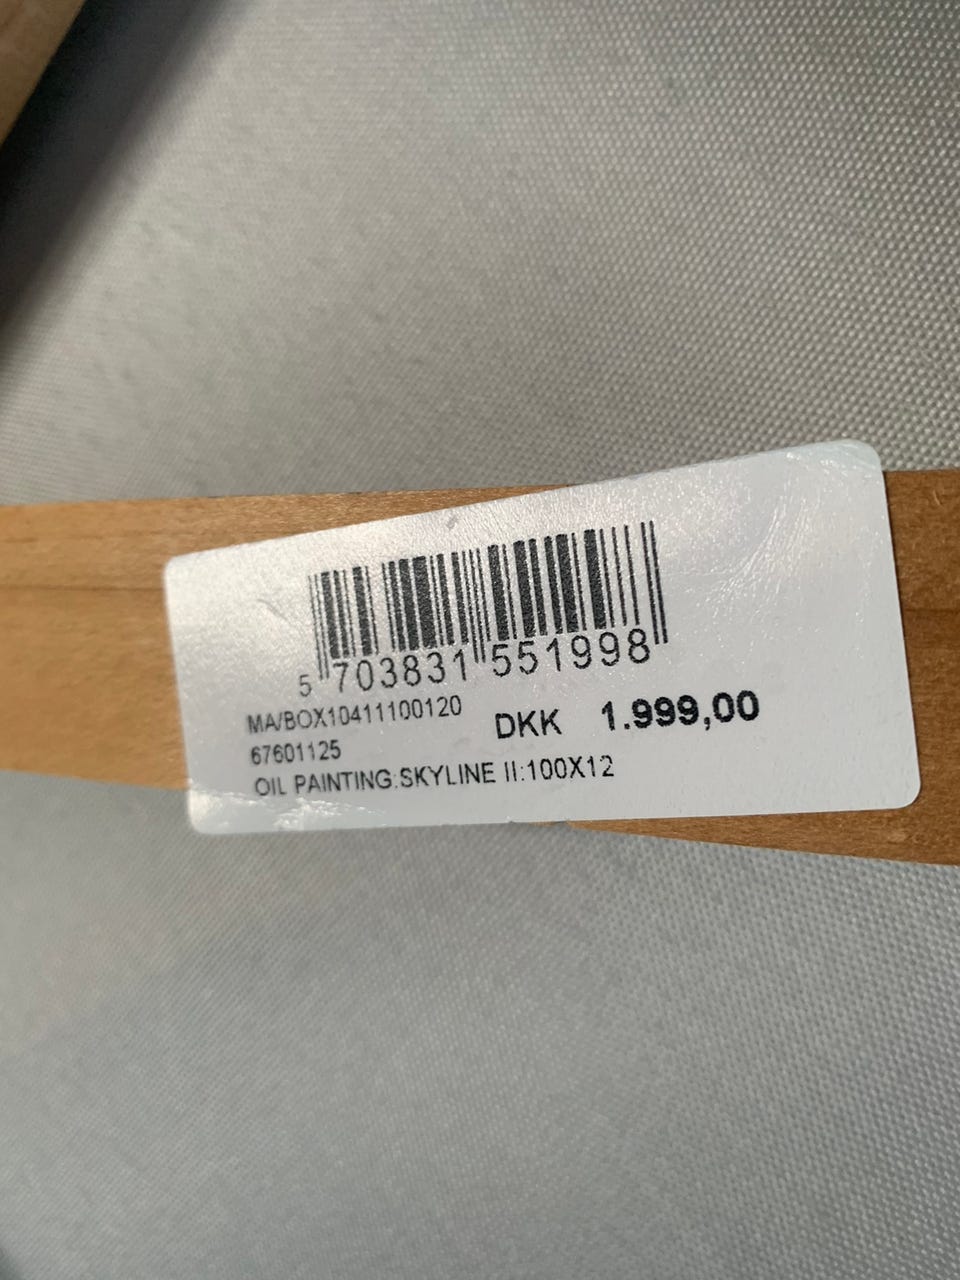 5 703831 551998
MA/BOX10411100120
DKK 1.999,00
67601125
OIL PAINTING:SKYLINE II:100X12